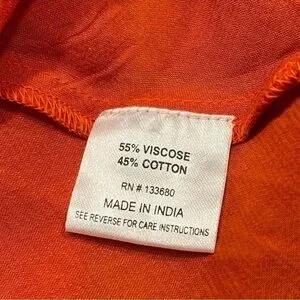 55% VISCOSE
45% COTTON
RN # 133680
MADE IN INDIA
SEE REVERSE FOR CARE INSTRUCTIONS